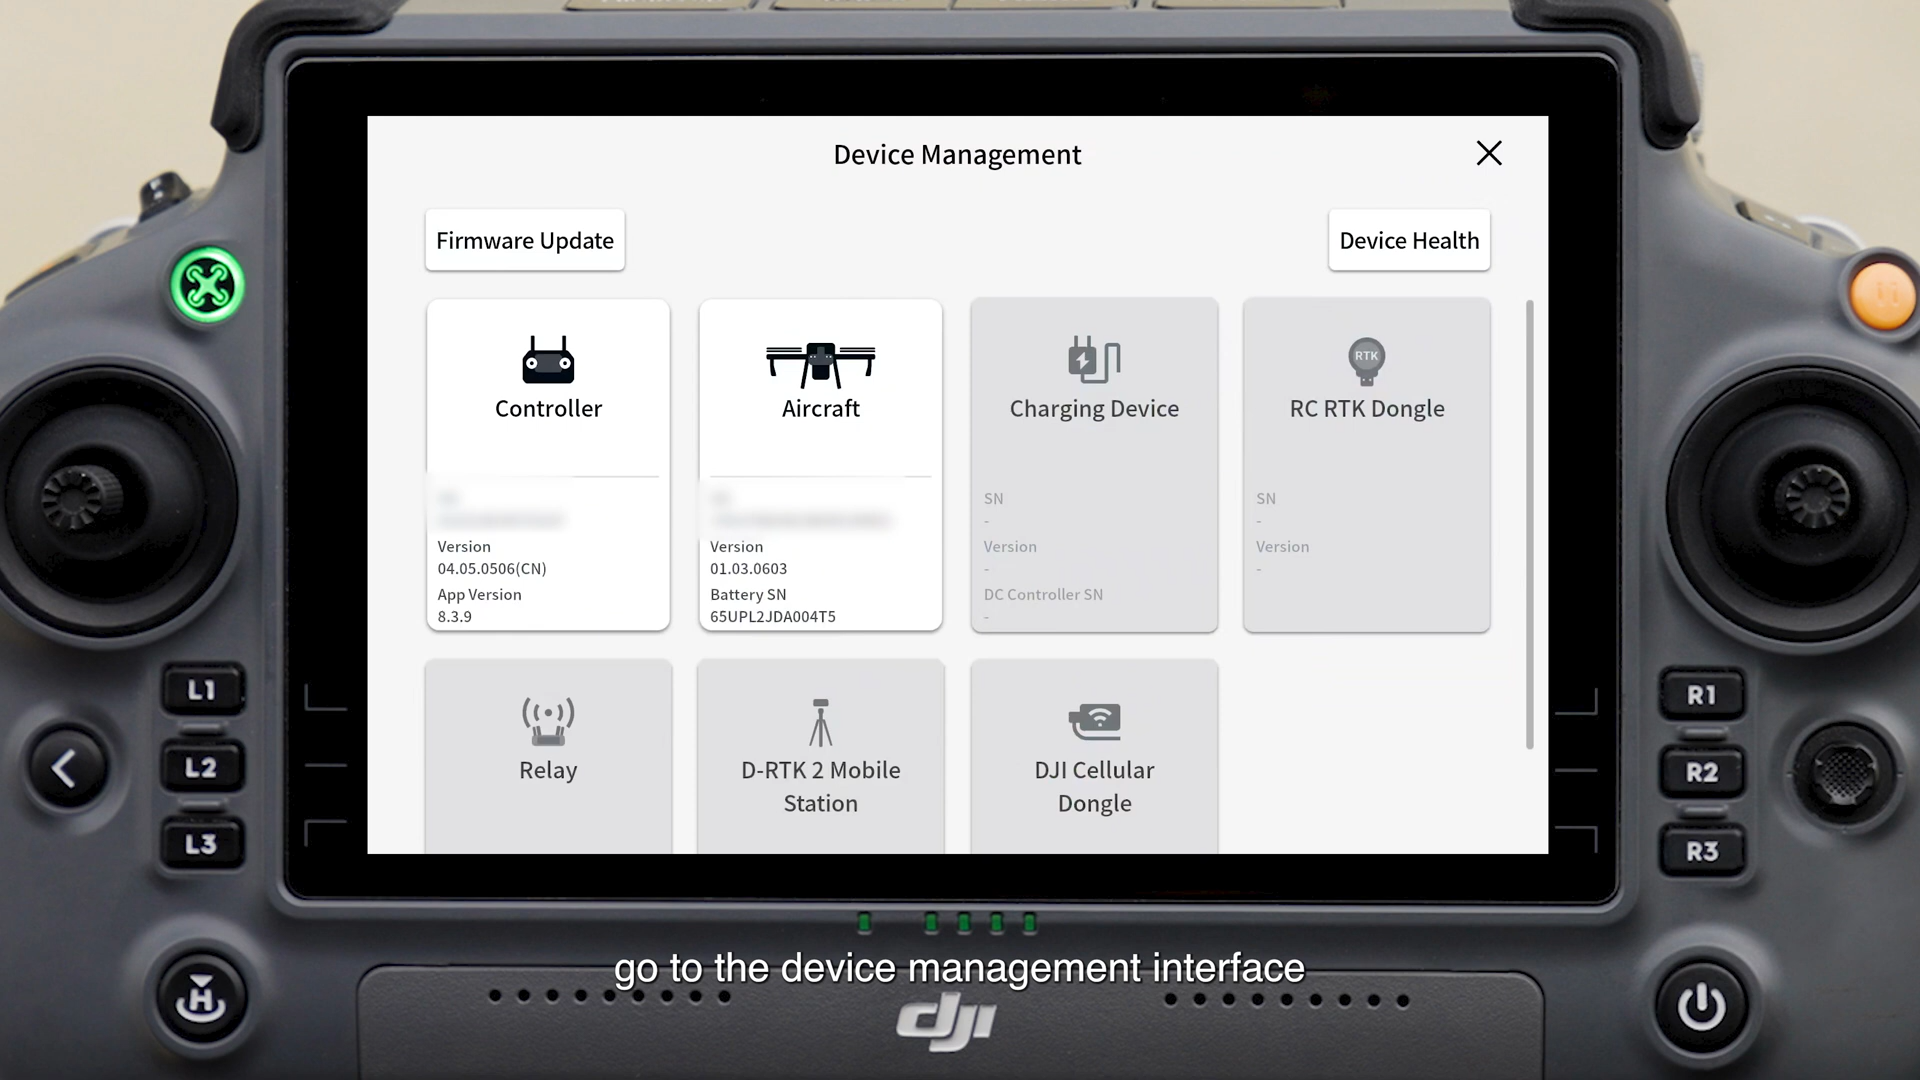 Device Management
Firmware Update
Device Health
Controller
Aircraft
Charging Device
RTK
RC RTK Dongle
Version
04.05.0506(CN)
App Version
8.3.9
Version
01.03.0603
Battery SN
65UPL2JDA004T5
SN
-
Version
-
DC Controller SN
-
SN
-
Version
-
Relay
D-RTK 2 Mobile
Station
DJI Cellular
Dongle
L1
L2
L3
R1
R2
R3
H
go to the device management interface
dji